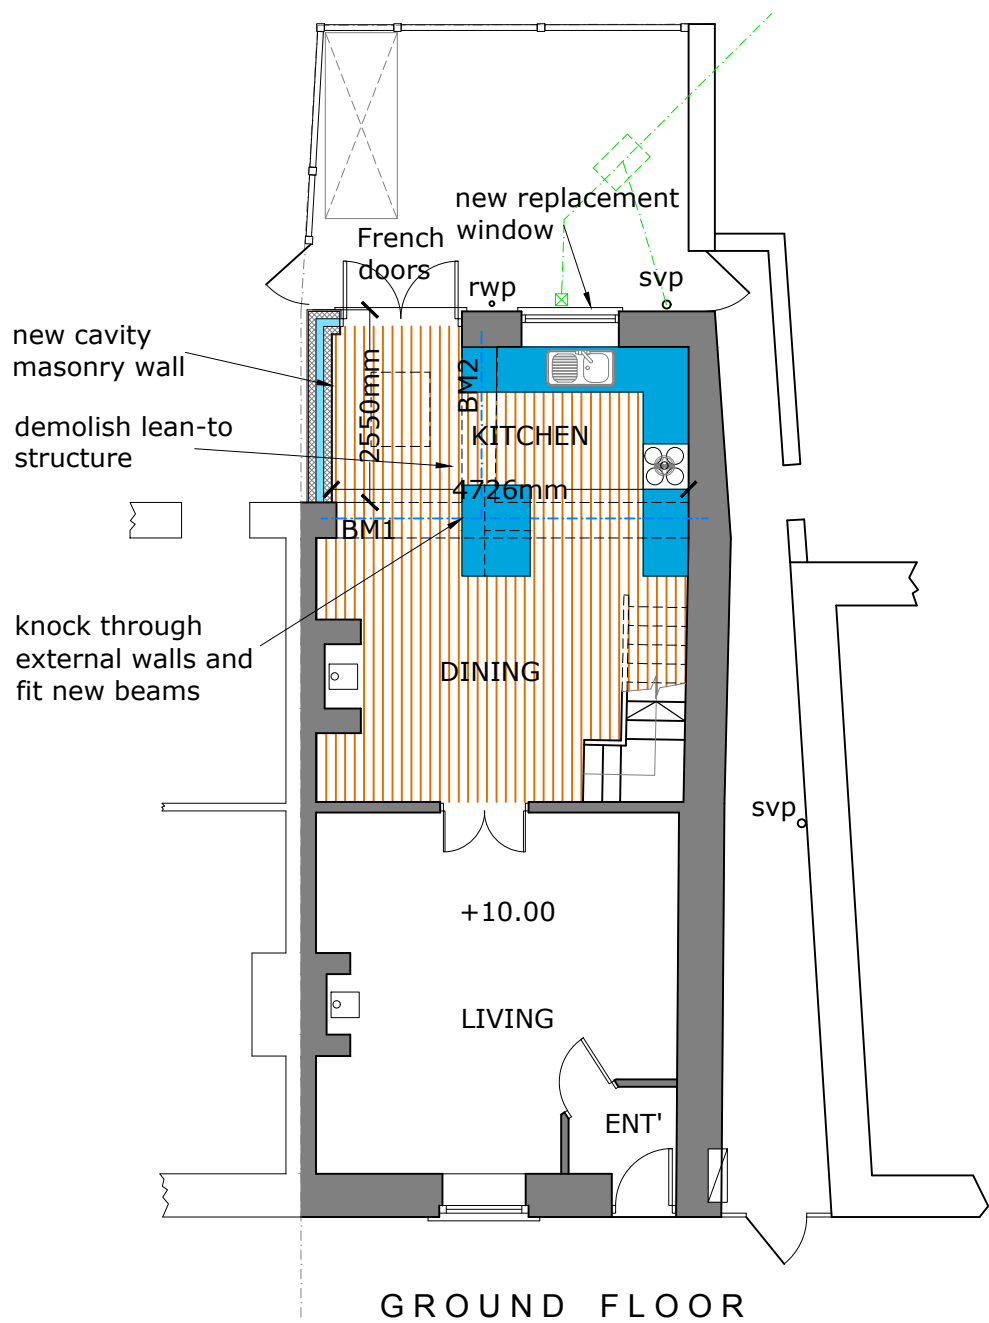 new replacement
window
French
doors
rwp
svp
new cavity
masonry wall
2550mm
BM2
demolish lean-to
structure
KITCHEN
4726mm
BM1
knock through
external walls and
fit new beams
DINING
svp
+10.00
LIVING
ENT'
GROUND FLOOR